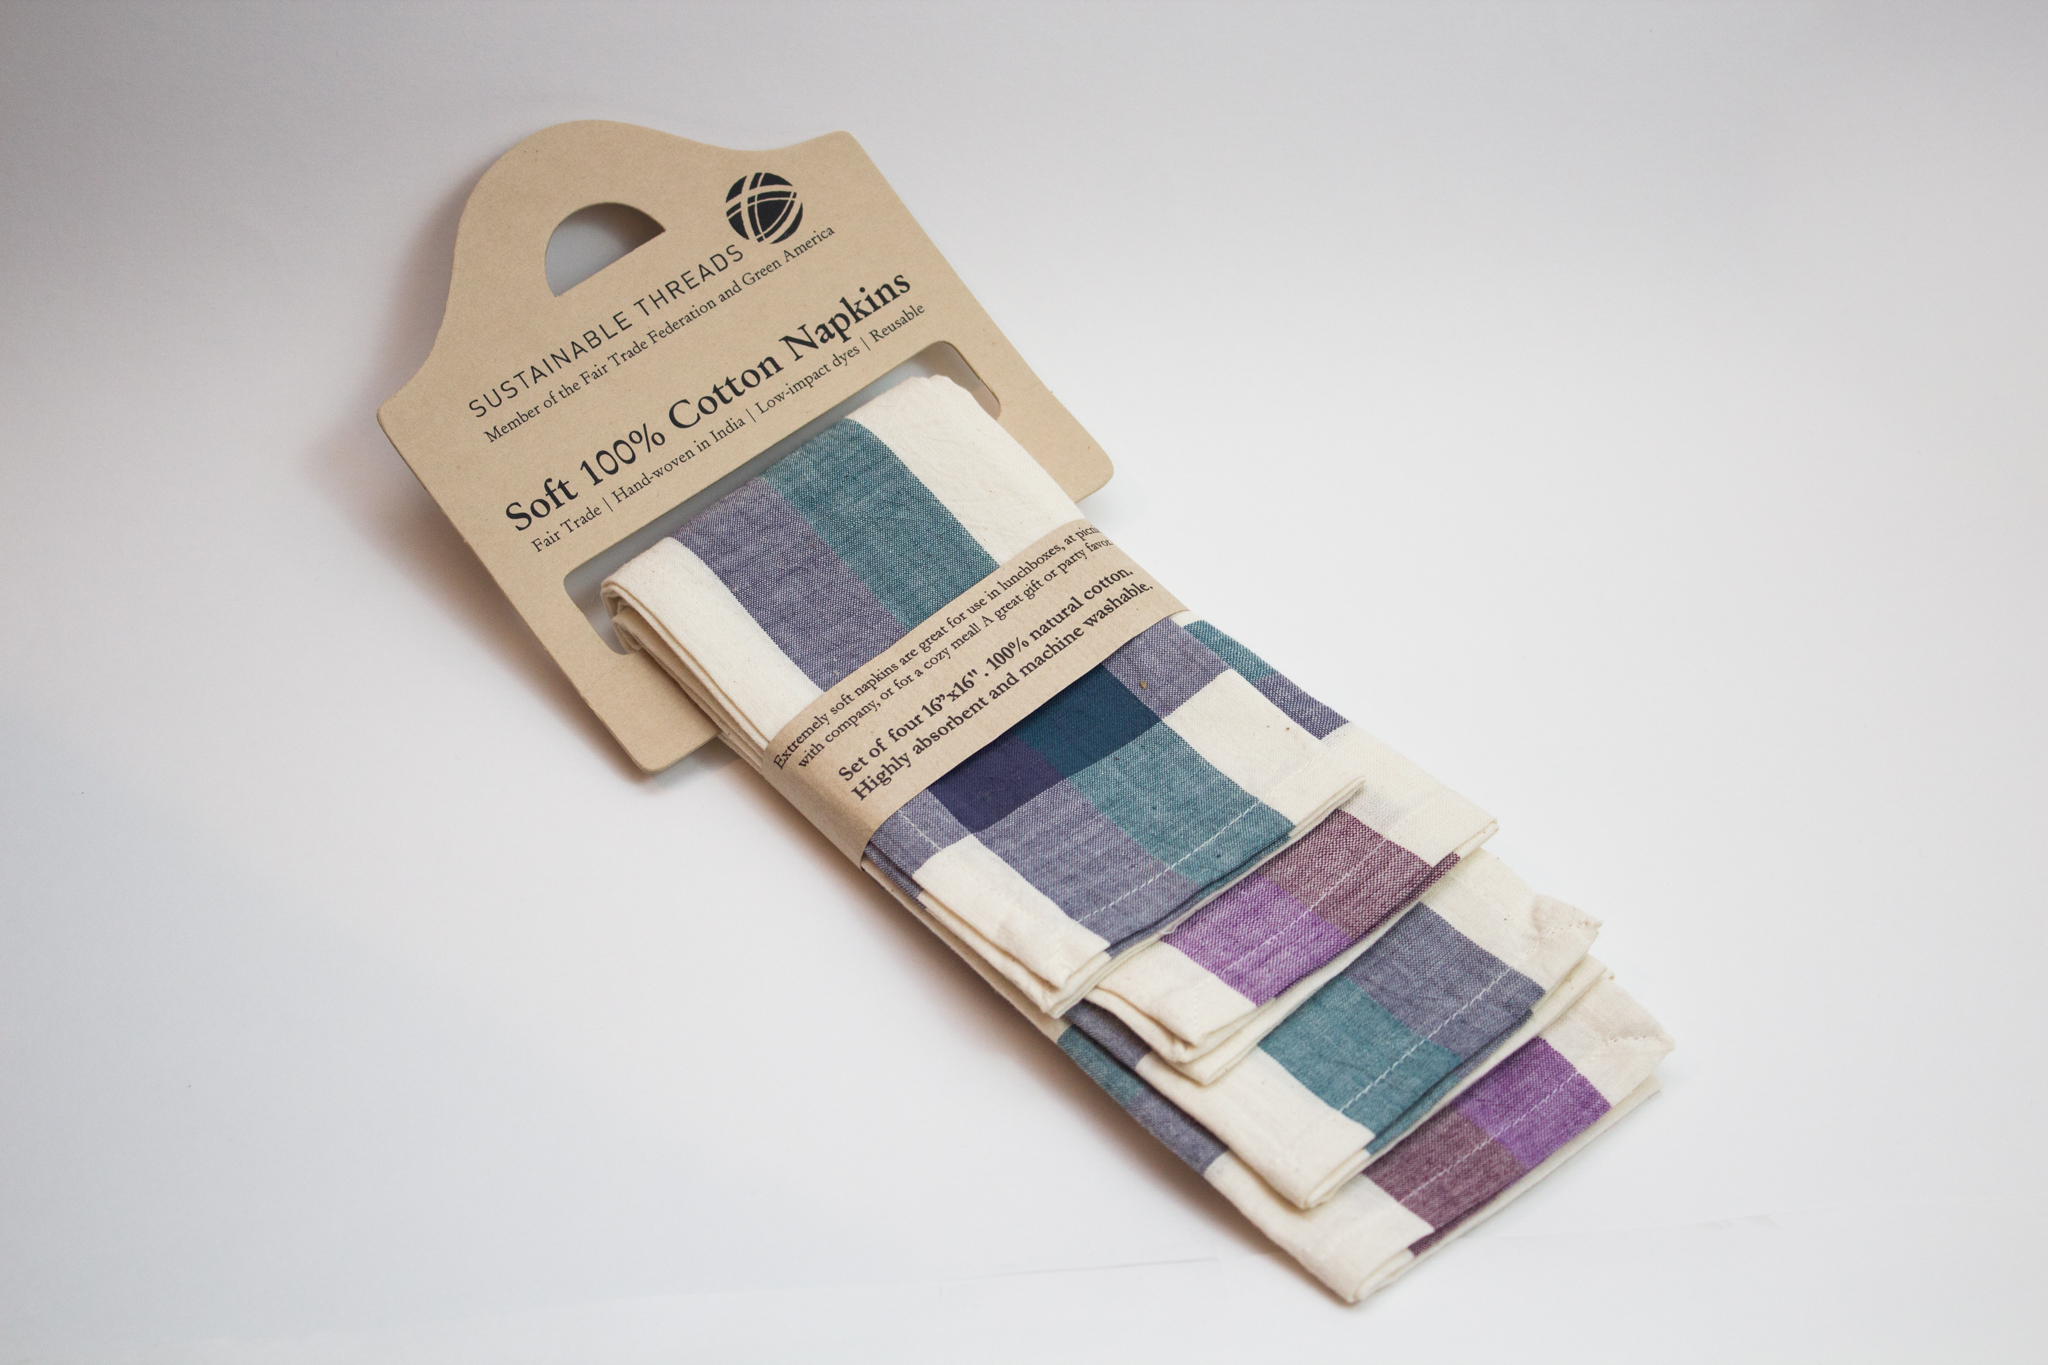 SUSTAINABLE THREADS
Member of the Fair Trade Federation and Green America
Soft 100% Cotton Napkins
Fair Trade | Hand-woven in India | Low-impact dyes | Reusable
Extremely soft napkins are great for use in lunchboxes, at
with company, or for a cozy meal! A great gift or party
Set of four 16"x16". 100% natural cotton.
Highly absorbent and machine washable.